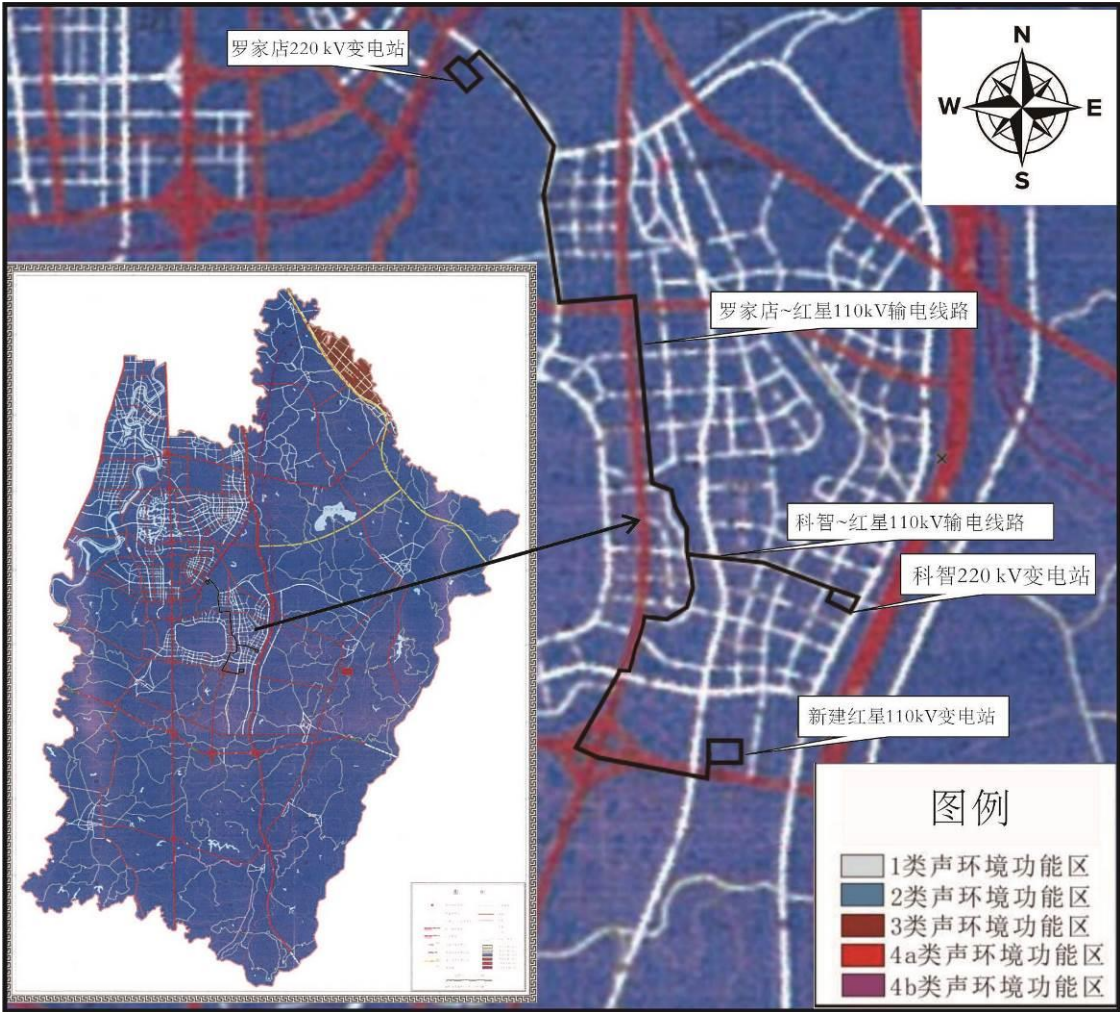 罗家店220 kV变电站
N
W
E
S
罗家店~红星110kV输电线路
科智~红星110kV输电线路
科智220 kV变电站
新建红星110kV变电站
图例
1类声环境功能区
2类声环境功能区
3类声环境功能区
4a类声环境功能区
4b类声环境功能区